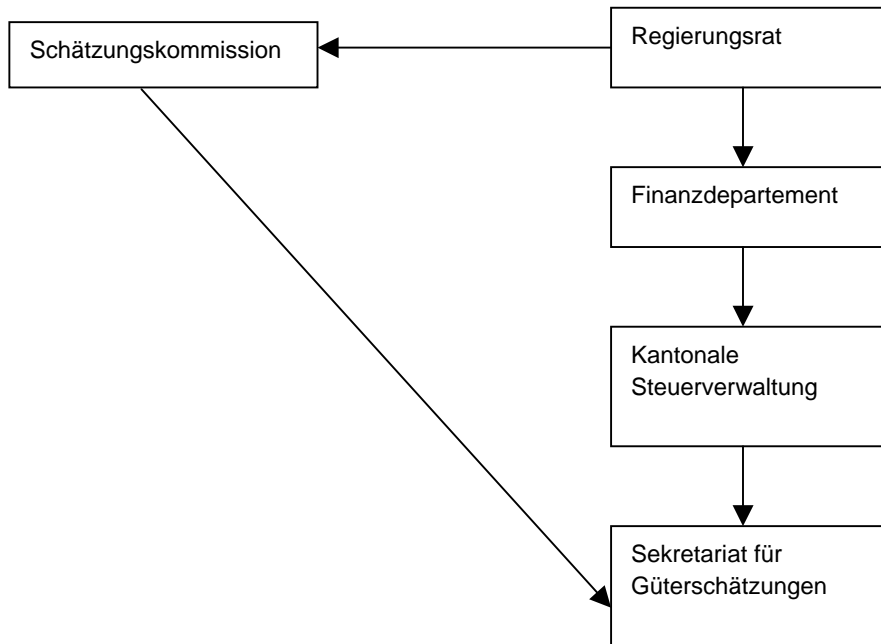 Schätzungskommission
Regierungsrat
Finanzdepartement
Kantonale
Steuerverwaltung
Sekretariat für
Güterschätzungen